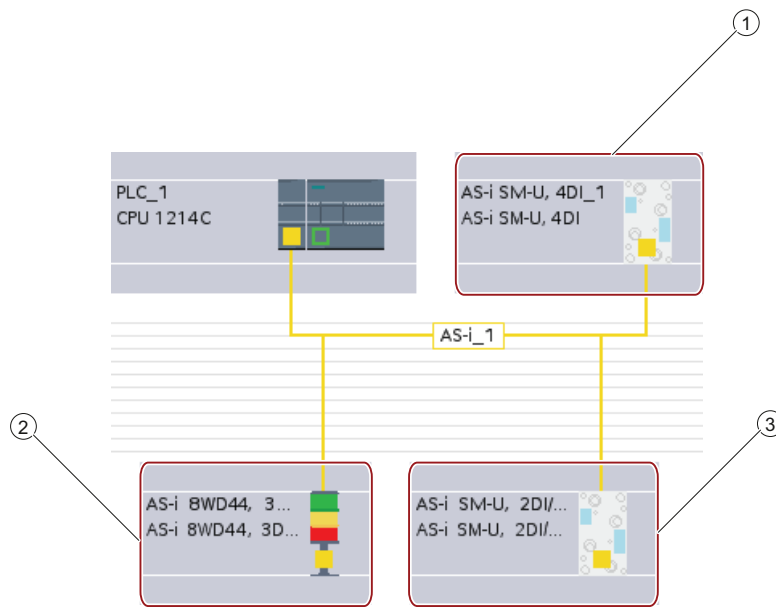 1
PLC_1
CPU 1214C
AS-i SM-U, 4DI_1
AS-i SM-U, 4DI
AS-i_1
2
3
AS-i 8WD44, 3...
AS-i 8WD44, 3D...
AS-i SM-U, 2DI/...
AS-i SM-U, 2DI/...